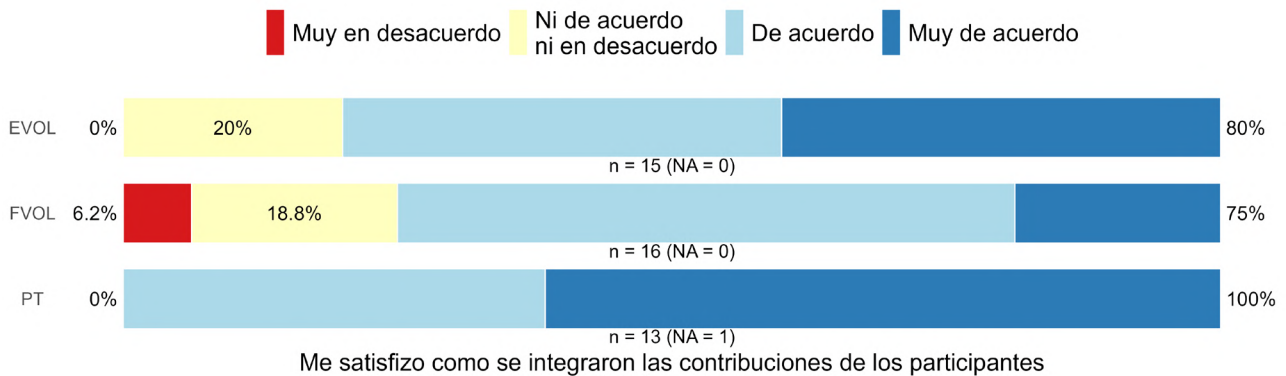 Muy en desacuerdo
Ni de acuerdo
ni en desacuerdo
De acuerdo
Muy de acuerdo
EVOL 0% 20% 80%
n = 15 (NA = 0)
FVOL 6.2% 18.8% 75%
n = 16 (NA = 0)
PT 0% 100%
n = 13 (NA = 1)
Me satisfizo como se integraron las contribuciones de los participantes